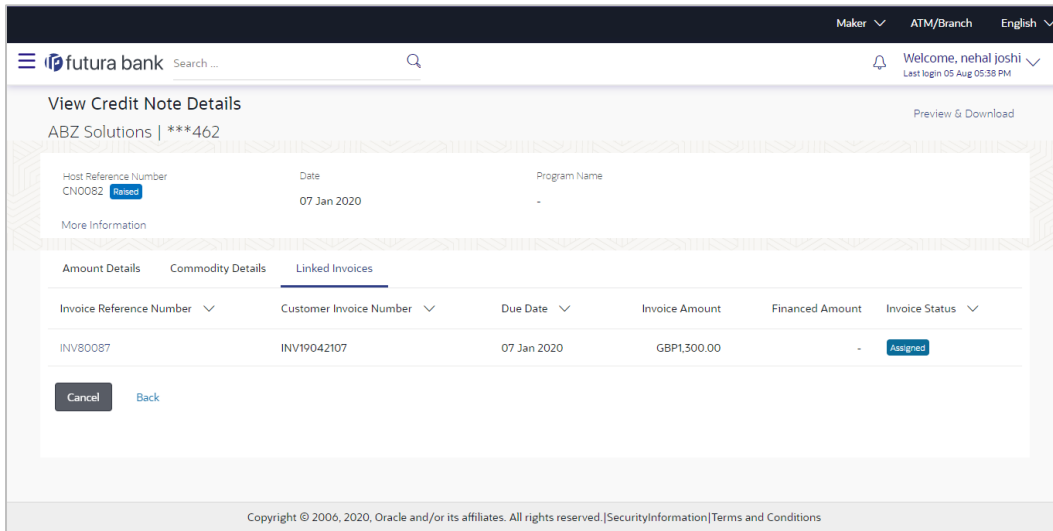 Maker ATM/Branch English
futura bank Search ... Welcome, nehal joshi
Last login 05 Aug 05:38 PM
View Credit Note Details
Preview & Download
ABZ Solutions | ***462
Host Reference Number Date Program Name
CN0082 Raised
07 Jan 2020 -
More Information
Amount Details Commodity Details Linked Invoices
Invoice Reference Number Customer Invoice Number Due Date Invoice Amount Financed Amount Invoice Status
INV80087 INV19042107 07 Jan 2020 GBP1,300.00 - Assigned
Cancel Back
Copyright © 2006, 2020, Oracle and/or its affiliates. All rights reserved.|SecurityInformation|Terms and Conditions